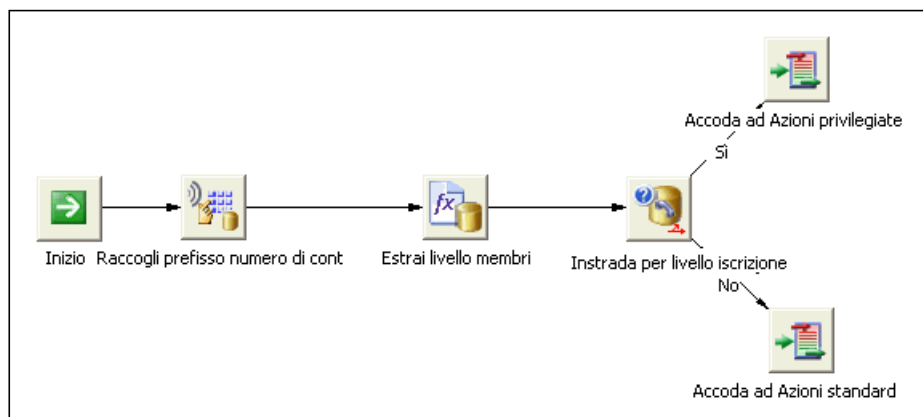 Accoda ad Azioni privilegiate
Sì
Inizio
Raccogli prefisso numero di cont
Estrai livello membri
Instrada per livello iscrizione
No
Accoda ad Azioni standard